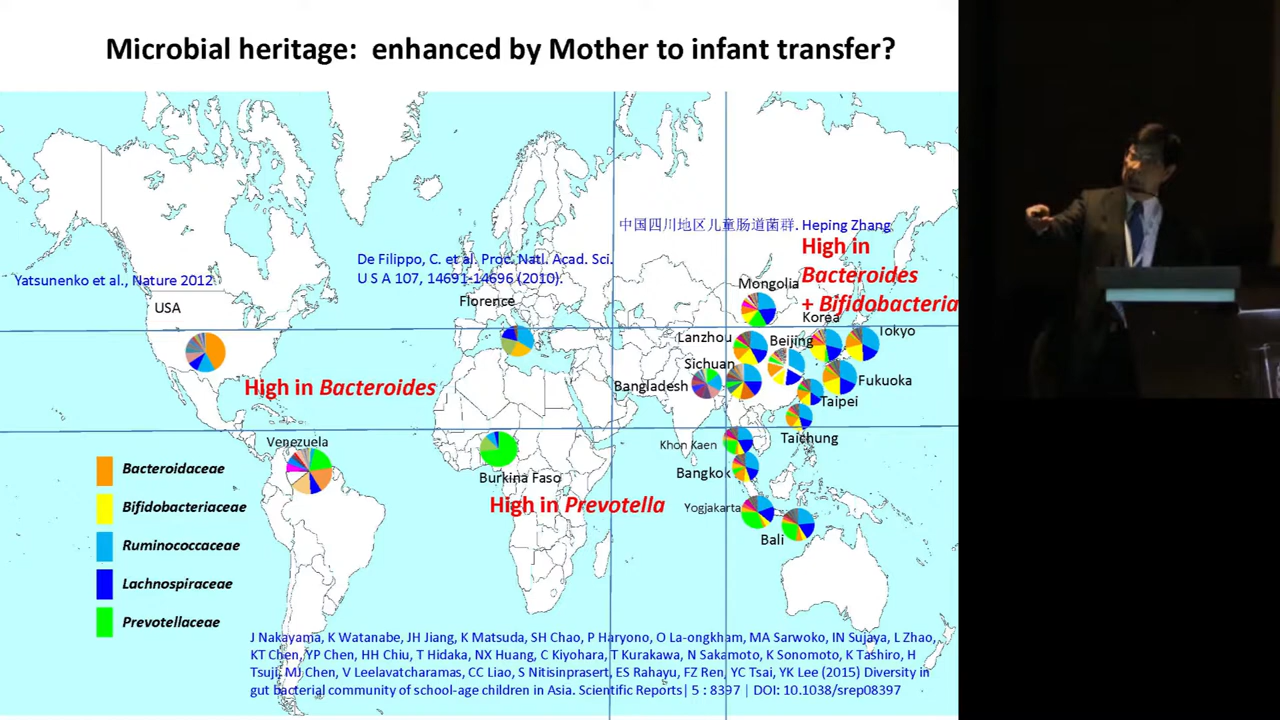 Microbial heritage:  enhanced by Mother to infant transfer?
中国四川地区儿童肠道菌群. Heping Zhang.
High in
Bacteroides
+ Bifidobacteria
De Filippo, C. et al. Proc. Natl. Acad. Sci.
U S A 107, 14691-14696 (2010).
Yatsunenko et al., Nature 2012
Florence
USA
Mongolia
Korea
Tokyo
Lanzhou
Beijing
Sichuan
Bangladesh
Fukuoka
Taipei
High in Bacteroides
Taichung
Venezuela
Khon Kaen
Bangkok
Burkina Faso
High in Prevotella
Yogjakarta
Bali
Bacteroidaceae
Bifidobacteriaceae
Ruminococcaceae
Lachnospiraceae
Prevotellaceae
J Nakayama, K Watanabe, JH Jiang, K Matsuda, SH Chao, P Haryono, O La-ongkham, MA Sarwoko, IN Sujaya, L Zhao,
KT Chen, YP Chen, HH Chiu, T Hidaka, NX Huang, C Kiyohara, T Kurakawa, N Sakamoto, K Sonomoto, K Tashiro, H
Tsuji, MJ Chen, V Leelavatcharamas, CC Liao, S Nitisinprasert, ES Rahayu, FZ Ren, YC Tsai, YK Lee (2015) Diversity in
gut bacterial community of school-age children in Asia. Scientific Reports| 5 : 8397 | DOI: 10.1038/srep08397